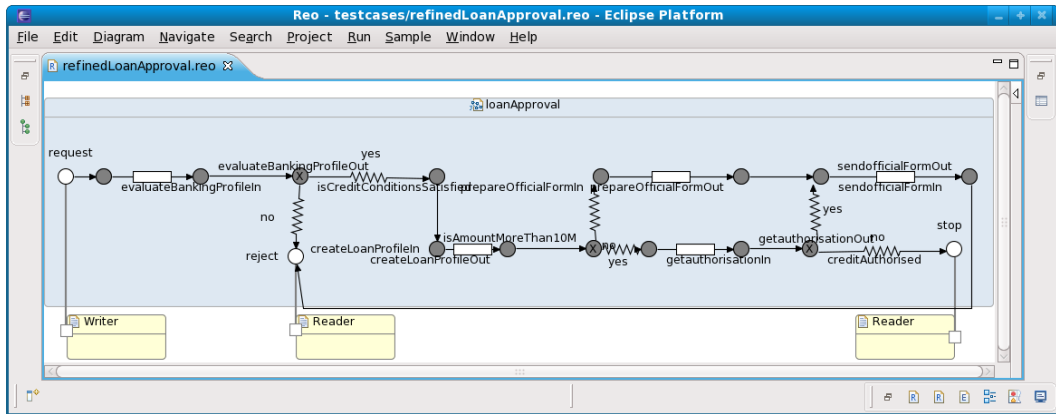 Reo - testcases/refinedLoanApproval.reo - Eclipse Platform
File Edit Diagram Navigate Search Project Run Sample Window Help
refinedLoanApproval.reo
loanApproval
request
yes
evaluateBankingProfileOut
sendofficialFormOut
evaluateBankingProfileIn
isCreditConditionsSatisfied
prepareOfficialFormIn
prepareOfficialFormOut
sendofficialFormIn
no
yes
stop
createLoanProfileIn
isAmountMoreThan10M
no
getauthorisationOut
no
reject
createLoanProfileOut
yes
getauthorisationIn
creditAuthorised
Writer
Reader
Reader